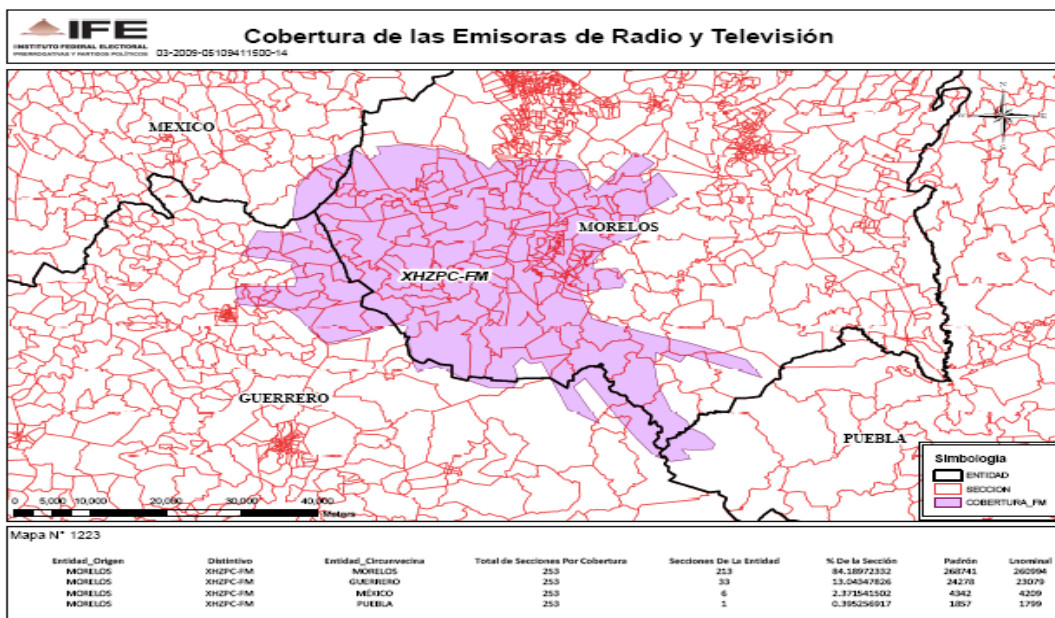 IFE
INSTITUTO FEDERAL ELECTORAL
PRERROGATIVAS Y PARTIDOS POLÍTICOS
03-2009-05109411500-14
Cobertura de las Emisoras de Radio y Televisión
MEXICO
MORELOS
XHZPC-FM
GUERRERO
PUEBLA
N
W
E
S
0 5,000 10,000 20,000 30,000 40,000
Meters
Simbologia
ENTIDAD
SECCION
COBERTURA_FM
Mapa N° 1223
Entidad_Origen Distintivo Entidad_Circunvecina Total de Secciones Por Cobertura Secciones De La Entidad % De la Sección Padrón Lnominal
MORELOS XHZPC-FM MORELOS 253 213 84.18972332 268741 260994
MORELOS XHZPC-FM GUERRERO 253 33 13.04347826 24278 23079
MORELOS XHZPC-FM MÉXICO 253 6 2.371541502 4342 4209
MORELOS XHZPC-FM PUEBLA 253 1 0.395256917 1857 1799